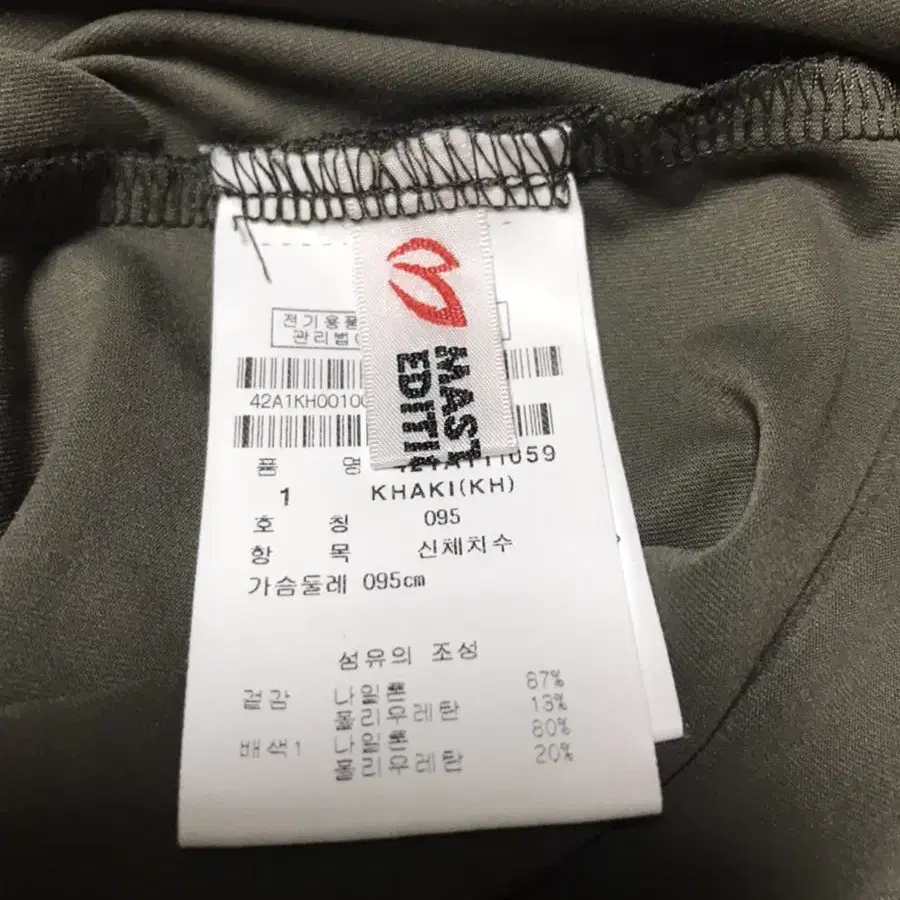 MAST
EDITI
전기용품
관리법
42A1KH0010
품 명
059
1 KHAKI(KH)
호 칭 095
항 목 신체치수
가슴둘레 095cm
섬유의 조성
겉감 나일론 87%
폴리우레탄 13%
배색1 나일론 80%
폴리우레탄 20%